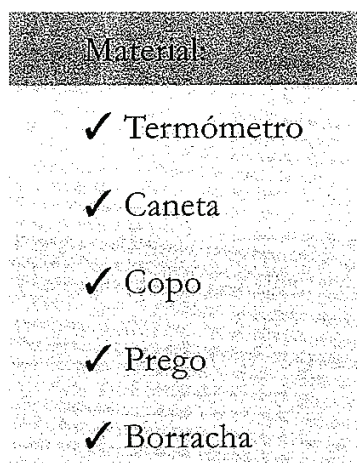 Material:
✓ Termómetro
✓ Caneta
✓ Copo
✓ Prego
✓ Borracha